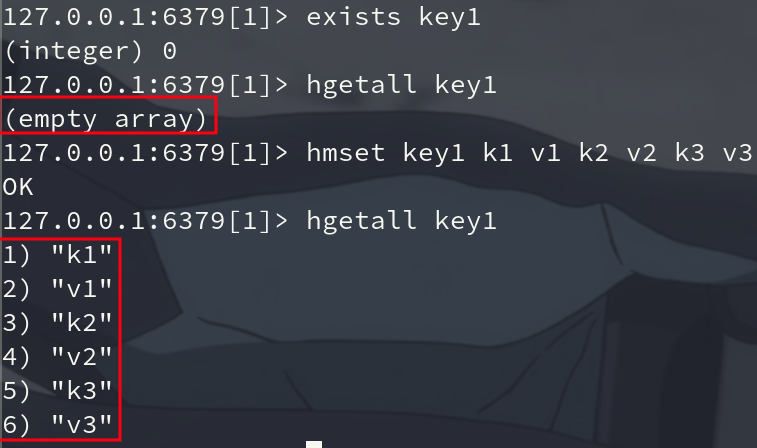 127.0.0.1:6379[1]> exists key1
(integer) 0
127.0.0.1:6379[1]> hgetall key1
(empty array)
127.0.0.1:6379[1]> hmset key1 k1 v1 k2 v2 k3 v3
OK
127.0.0.1:6379[1]> hgetall key1
1) "k1"
2) "v1"
3) "k2"
4) "v2"
5) "k3"
6) "v3"